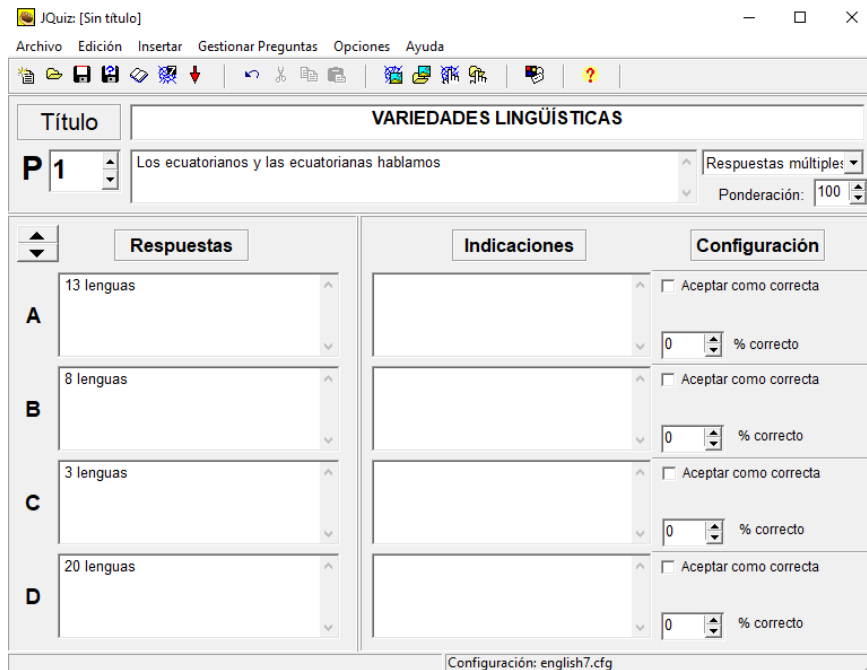 JQuiz: [Sin título]
Archivo Edición Insertar Gestionar Preguntas Opciones Ayuda
Título VARIEDADES LINGÜÍSTICAS
P 1 Los ecuatorianos y las ecuatorianas hablamos Respuestas múltiples
Ponderación: 100
Respuestas Indicaciones Configuración
A 13 lenguas Aceptar como correcta
0 % correcto
B 8 lenguas Aceptar como correcta
0 % correcto
C 3 lenguas Aceptar como correcta
0 % correcto
D 20 lenguas Aceptar como correcta
0 % correcto
Configuración: english7.cfg